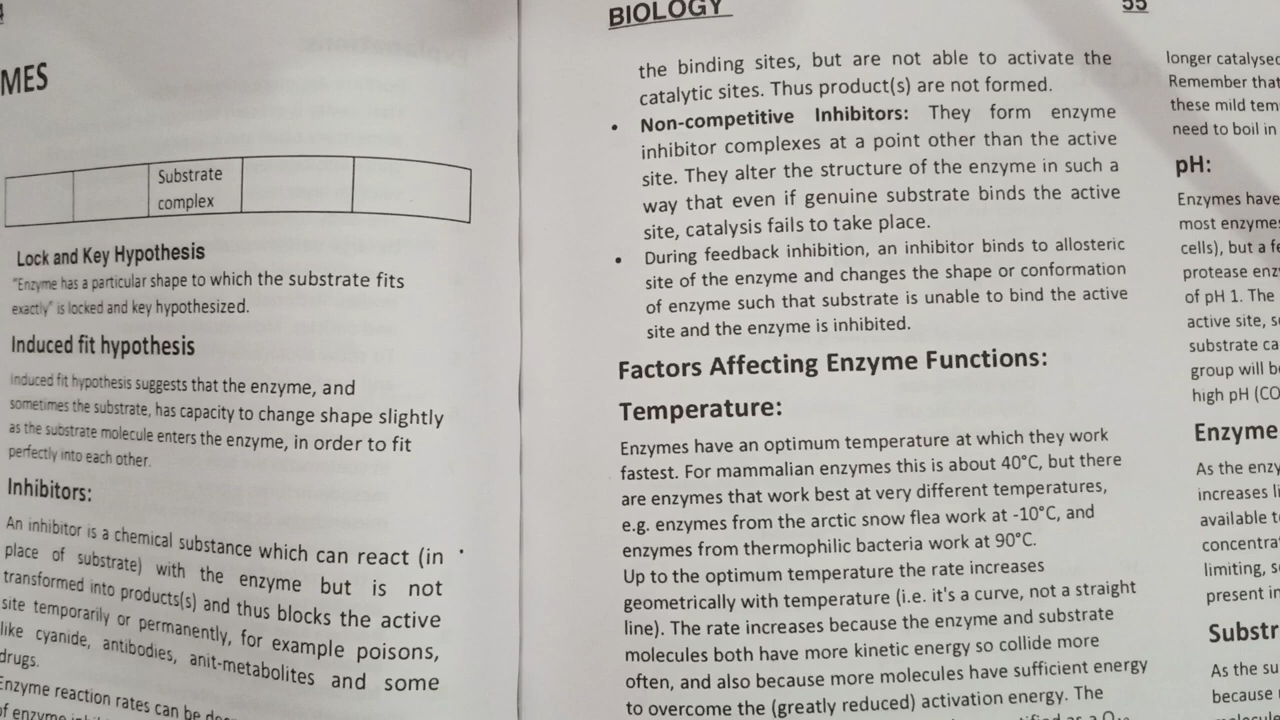 MES
Substrate
complex
Lock and Key Hypothesis
"Enzyme has a particular shape to which the substrate fits
exactly" is locked and key hypothesized.
Induced fit hypothesis
Induced fit hypothesis suggests that the enzyme, and
sometimes the substrate, has capacity to change shape slightly
as the substrate molecule enters the enzyme, in order to fit
perfectly into each other.
Inhibitors:
An inhibitor is a chemical substance which can react (in
place of substrate) with the enzyme but is not
transformed into products(s) and thus blocks the active
site temporarily or permanently, for example poisons,
like cyanide, antibodies, anit-metabolites and some
drugs.
Enzyme reaction rates can be
of enzyme
BIOLOGY
55
the binding sites, but are not able to activate the
catalytic sites. Thus product(s) are not formed.
• Non-competitive Inhibitors: They form enzyme
inhibitor complexes at a point other than the active
site. They alter the structure of the enzyme in such a
way that even if genuine substrate binds the active
site, catalysis fails to take place.
• During feedback inhibition, an inhibitor binds to allosteric
site of the enzyme and changes the shape or conformation
of enzyme such that substrate is unable to bind the active
site and the enzyme is inhibited.
Factors Affecting Enzyme Functions:
Temperature:
Enzymes have an optimum temperature at which they work
fastest. For mammalian enzymes this is about 40°C, but there
are enzymes that work best at very different temperatures,
e.g. enzymes from the arctic snow flea work at -10°C, and
enzymes from thermophilic bacteria work at 90°C.
Up to the optimum temperature the rate increases
geometrically with temperature (i.e. it's a curve, not a straight
line). The rate increases because the enzyme and substrate
molecules both have more kinetic energy so collide more
often, and also because more molecules have sufficient energy
to overcome the (greatly reduced) activation energy. The
longer catalysed
Remember that
these mild tem
need to boil in
pH:
Enzymes have
most enzymes
cells), but a fe
protease enz
of pH 1. The
active site, s
substrate ca
group will b
high pH (CO
Enzyme
As the enzy
increases li
available t
concentra
limiting, s
present in
Substr
As the su
because